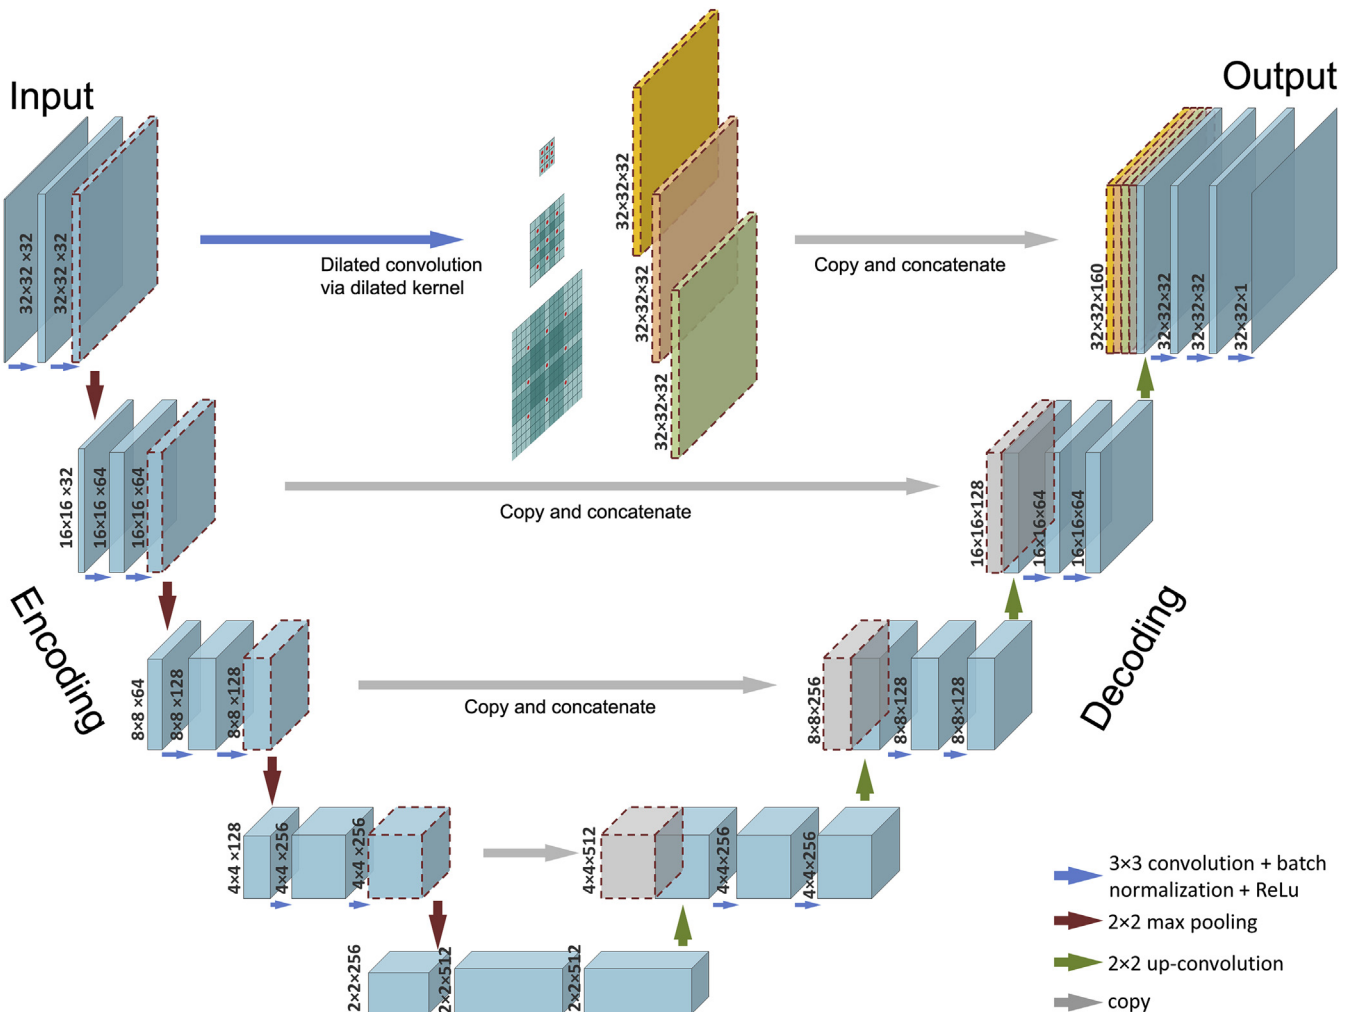 Input
Output
32×32 ×32
32×32 ×32
Dilated convolution
via dilated kernel
32×32×32
32×32×32
32×32×32
Copy and concatenate
32×32×160
32×32×32
32×32×32
32×32×1
16×16 ×32
16×16 ×64
16×16 ×64
Copy and concatenate
16×16×128
16×16×64
16×16×64
Encoding
Decoding
8×8 ×64
8×8 ×128
8×8 ×128
Copy and concatenate
8×8×256
8×8×128
8×8×128
4×4 ×128
4×4 ×256
4×4 ×256
4×4×512
4×4×256
4×4×256
2×2×256
2×2×512
2×2×512
3×3 convolution + batch
normalization + ReLu
2×2 max pooling
2×2 up-convolution
copy